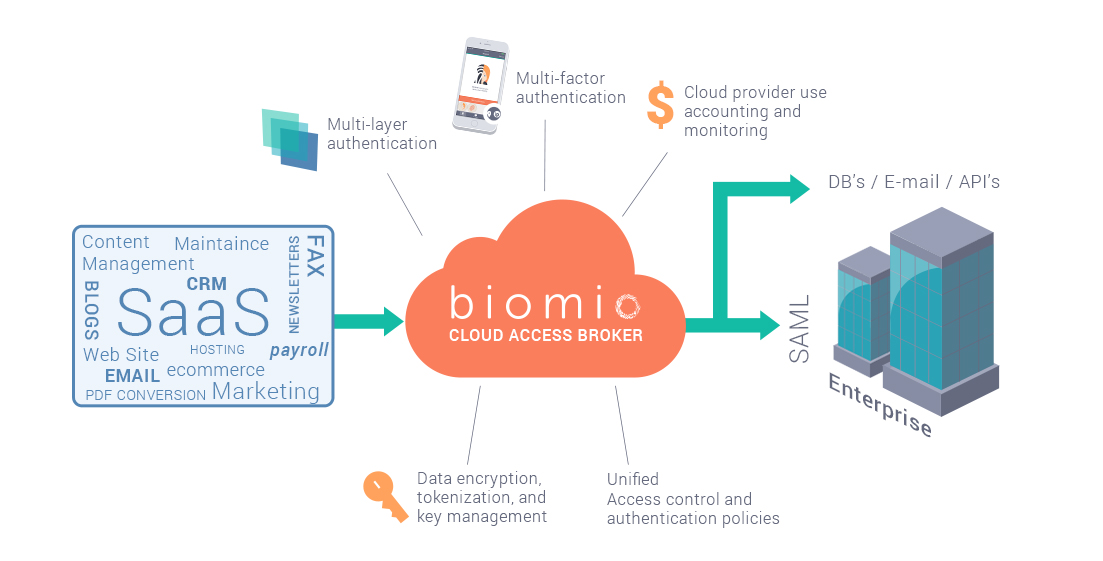 Multi-factor
authentication
Cloud provider use
accounting and
monitoring
Multi-layer
authentication
DB's / E-mail / API's
Content
Management
Maintaince
NEWSLETTERS
FAX
BLOGS
CRM
SaaS
Web Site
HOSTING
payroll
EMAIL
ecommerce
PDF CONVERSION
Marketing
biomio
CLOUD ACCESS BROKER
SAML
Enterprise
Data encryption,
tokenization, and
key management
Unified
Access control and
authentication policies